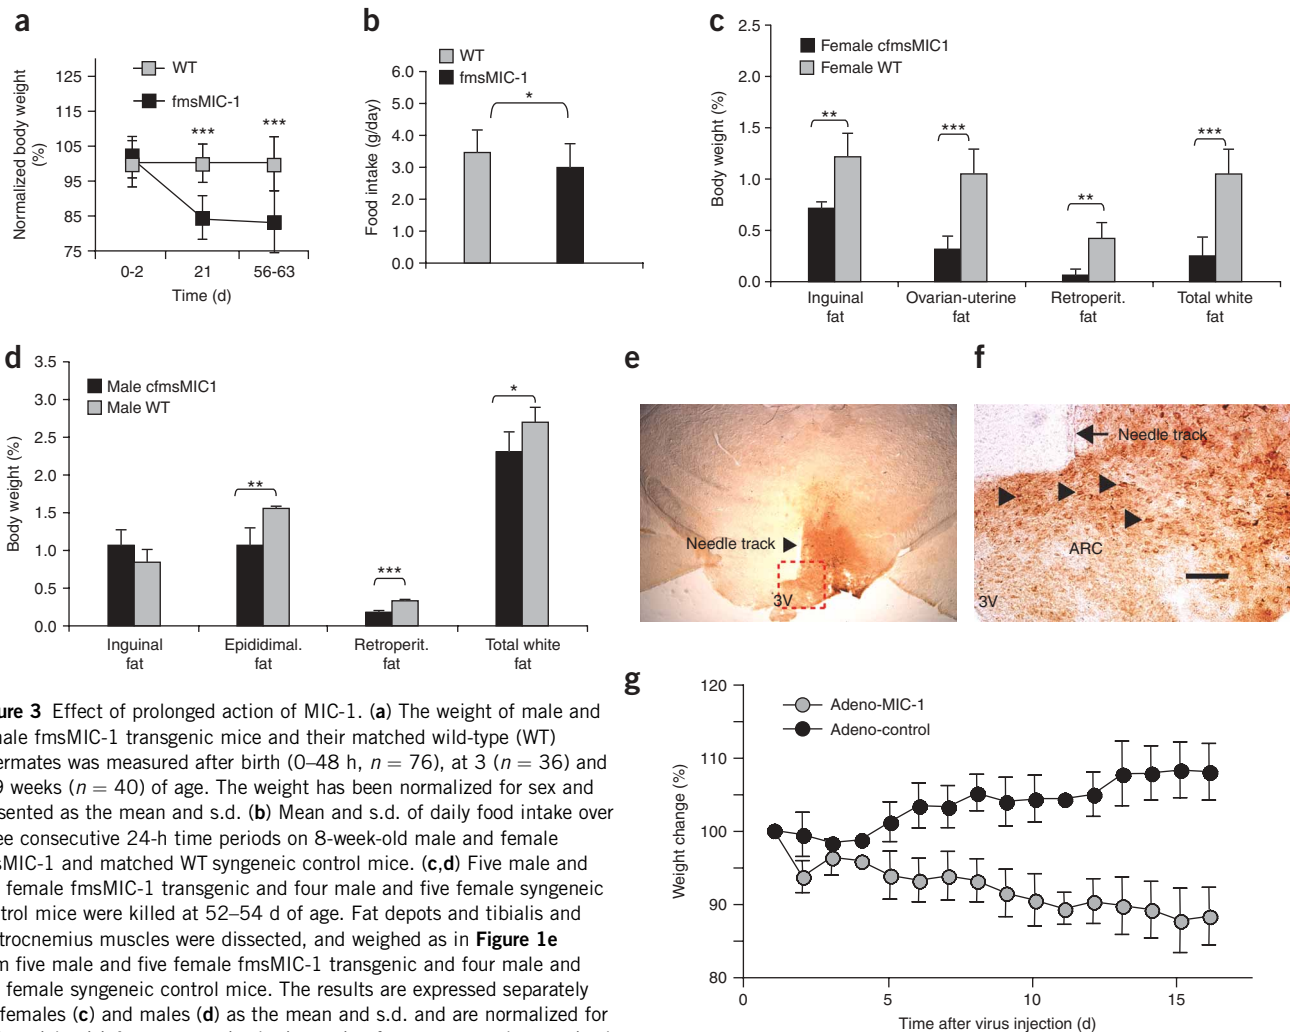 a
Normalized body weight
(%)
WT
fmsMIC-1
125
115
105
95
85
75
***
***
0-2
21
56-63
Time (d)
b
WT
fmsMIC-1
Food intake (g/day)
6.0
5.0
4.0
3.0
2.0
1.0
0.0
*
c
Female cfmsMIC1
Female WT
Body weight (%)
2.5
2.0
1.5
1.0
0.5
0.0
**
***
**
***
Inguinal
fat
Ovarian-uterine
fat
Retroperit.
fat
Total white
fat
d
Male cfmsMIC1
Male WT
Body weight (%)
3.5
3.0
2.5
2.0
1.5
1.0
0.5
0.0
**
***
*
Inguinal
fat
Epididimal.
fat
Retroperit.
fat
Total white
fat
e
Needle track
3V
f
Needle track
ARC
3V
g
Adeno-MIC-1
Adeno-control
Weight change (%)
120
110
100
90
80
0
5
10
15
Time after virus injection (d)
ure 3 Effect of prolonged action of MIC-1. (a) The weight of male and
ale fmsMIC-1 transgenic mice and their matched wild-type (WT)
ermates was measured after birth (0–48 h, n = 76), at 3 (n = 36) and
9 weeks (n = 40) of age. The weight has been normalized for sex and
sented as the mean and s.d. (b) Mean and s.d. of daily food intake over
ee consecutive 24-h time periods on 8-week-old male and female
sMIC-1 and matched WT syngeneic control mice. (c,d) Five male and
female fmsMIC-1 transgenic and four male and five female syngeneic
trol mice were killed at 52–54 d of age. Fat depots and tibialis and
trocnemius muscles were dissected, and weighed as in Figure 1e
m five male and five female fmsMIC-1 transgenic and four male and
female syngeneic control mice. The results are expressed separately
females (c) and males (d) as the mean and s.d. and are normalized for